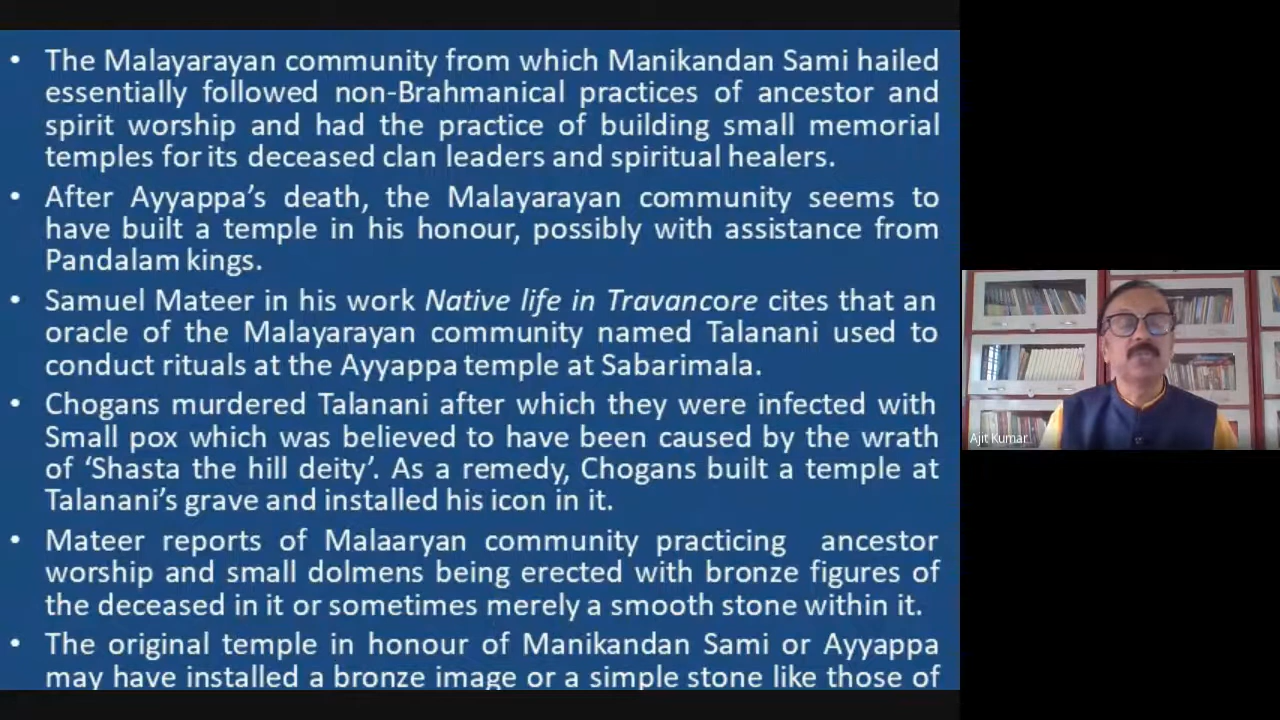 • The Malayarayan community from which Manikandan Sami hailed
essentially followed non-Brahmanical practices of ancestor and
spirit worship and had the practice of building small memorial
temples for its deceased clan leaders and spiritual healers.
• After Ayyappa’s death, the Malayarayan community seems to
have built a temple in his honour, possibly with assistance from
Pandalam kings.
• Samuel Mateer in his work Native life in Travancore cites that an
oracle of the Malayarayan community named Talanani used to
conduct rituals at the Ayyappa temple at Sabarimala.
• Chogans murdered Talanani after which they were infected with
Small pox which was believed to have been caused by the wrath
of ‘Shasta the hill deity’. As a remedy, Chogans built a temple at
Talanani’s grave and installed his icon in it.
• Mateer reports of Malaaryan community practicing ancestor
worship and small dolmens being erected with bronze figures of
the deceased in it or sometimes merely a smooth stone within it.
• The original temple in honour of Manikandan Sami or Ayyappa
may have installed a bronze image or a simple stone like those of
Ajit Kumar